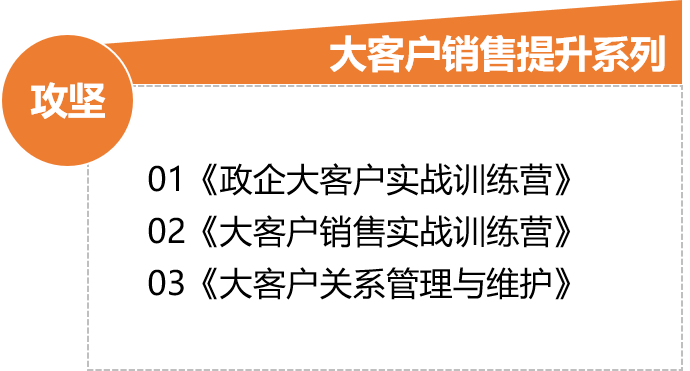 大客户销售提升系列
攻坚
01《政企大客户实战训练营》
02《大客户销售实战训练营》
03《大客户关系管理与维护》